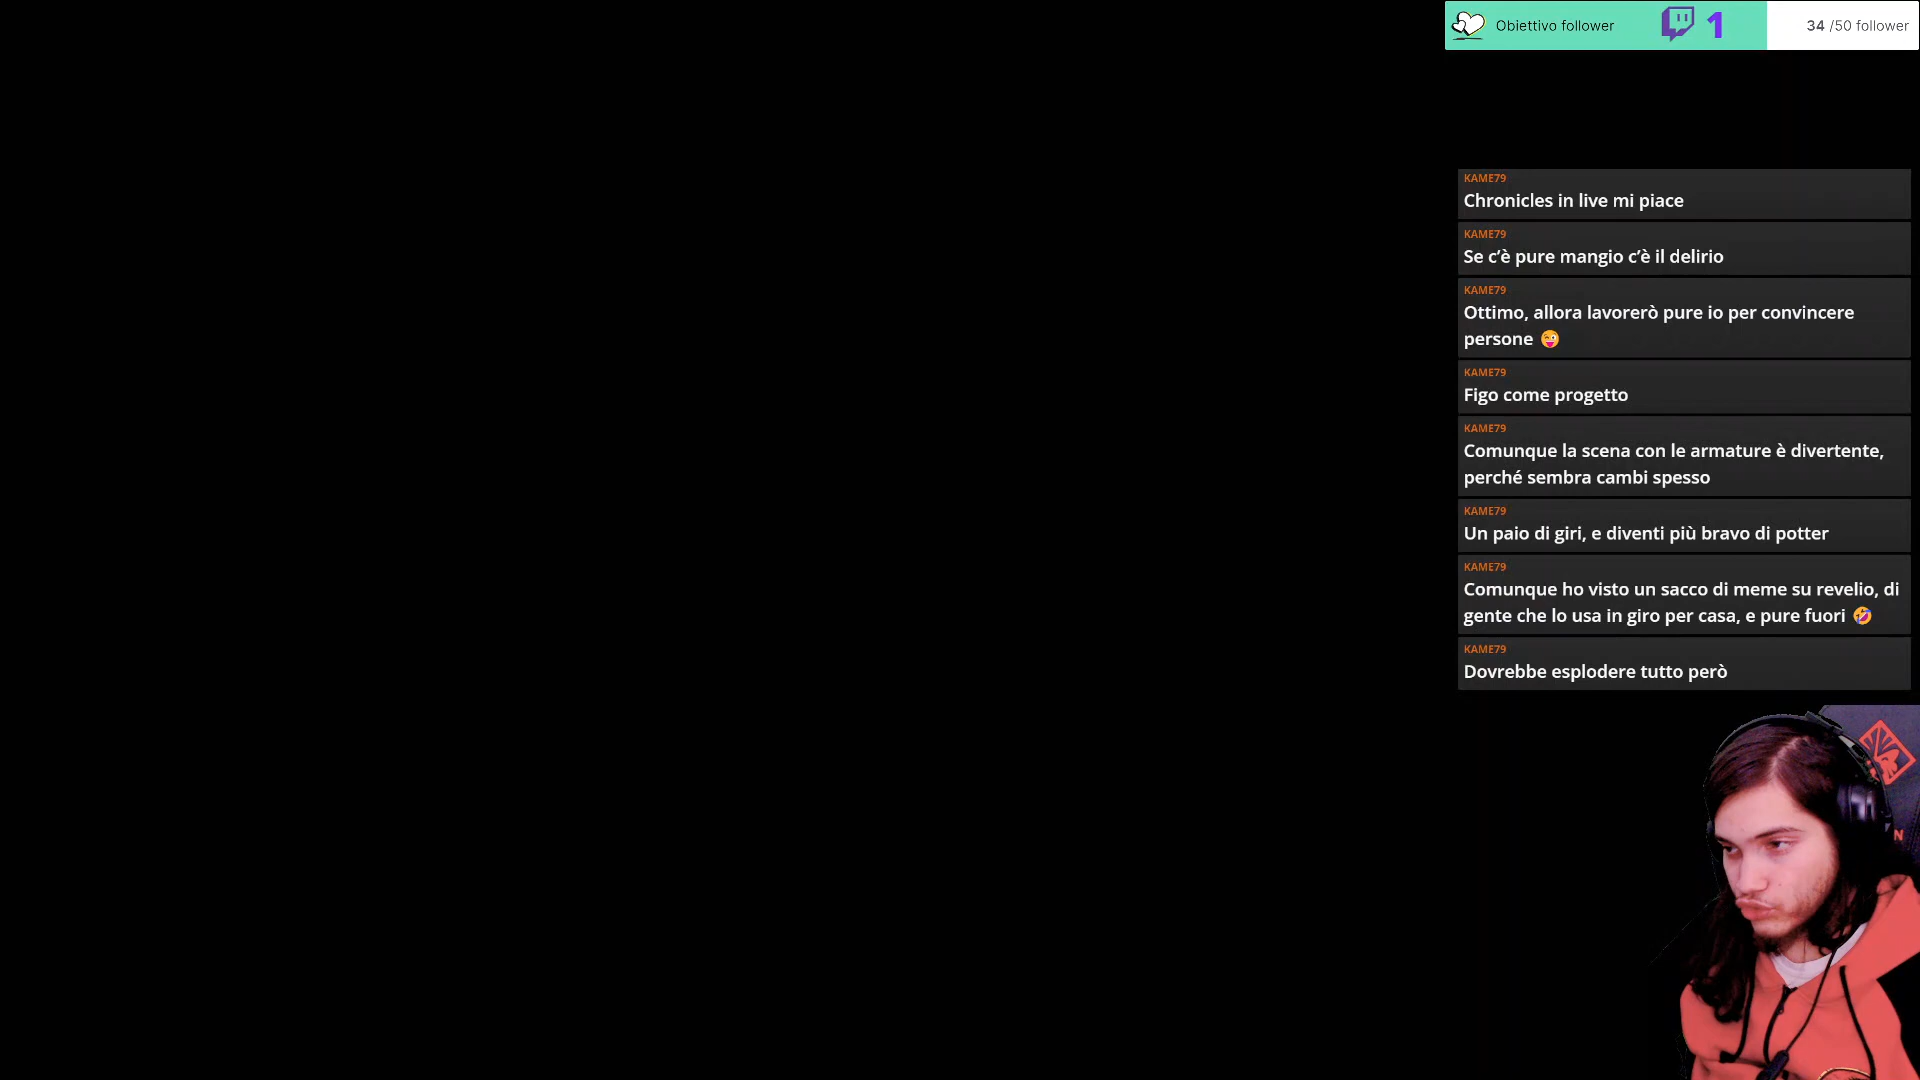 Obiettivo follower
1
34 /50 follower
KAME79
Chronicles in live mi piace
KAME79
Se c’è pure mangio c’è il delirio
KAME79
Ottimo, allora lavorerò pure io per convincere
persone 😜
KAME79
Figo come progetto
KAME79
Comunque la scena con le armature è divertente,
perché sembra cambi spesso
KAME79
Un paio di giri, e diventi più bravo di potter
KAME79
Comunque ho visto un sacco di meme su revelio, di
gente che lo usa in giro per casa, e pure fuori 🤣
KAME79
Dovrebbe esplodere tutto però